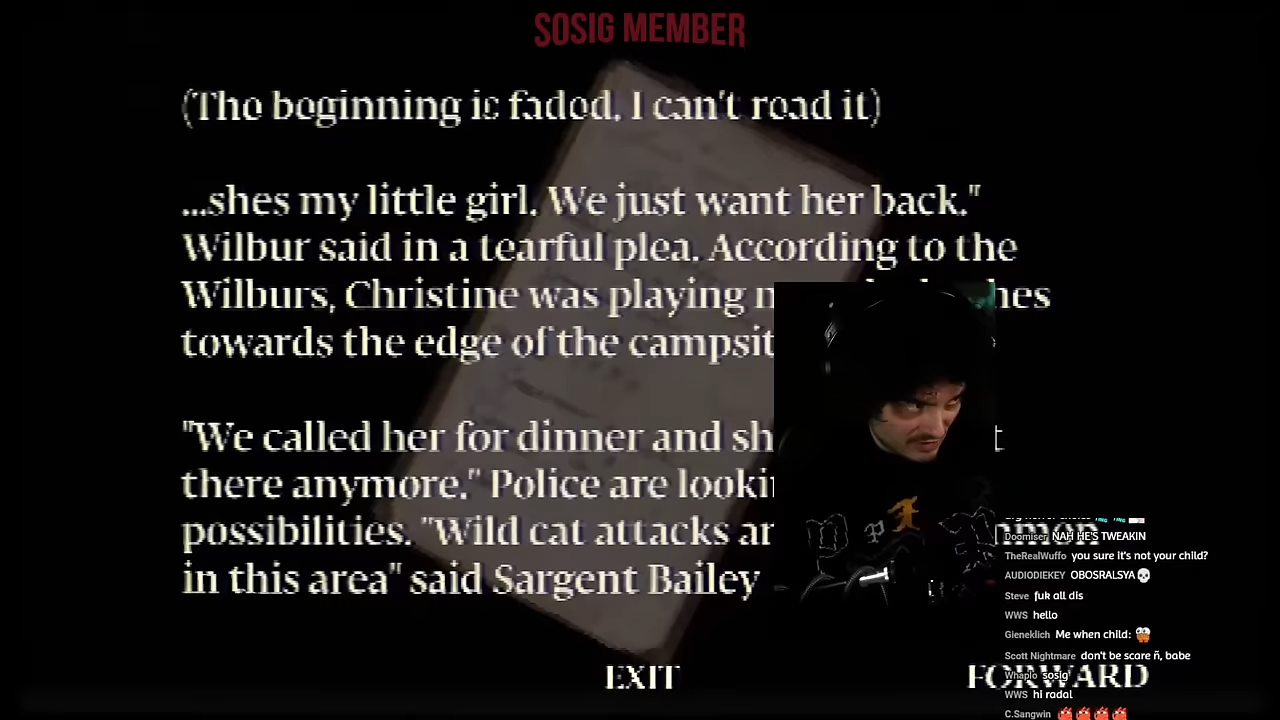 SOSIG MEMBER
(The beginning is faded, I can't read it)
...shes my little girl. We just want her back."
Wilbur said in a tearful plea. According to the
Wilburs, Christine was playing
towards the edge of the
"We called her for dinner and
there anymore." Police are
possibilities. "Wild cat attacks
in this area" said Sargent Bailey
EXIT
FORWARD
Doomiser NAH HE'S TWEAKIN
TheRealWuffo you sure it's not your child?
AUDIODIEKEY OBOSRALSYA
Steve fuk all dis
WWS hello
Gieneklich Me when child:
Scott Nightmare don't be scare ñ, babe
Whaplo sosig
WWS hi radal
C.Sangwin